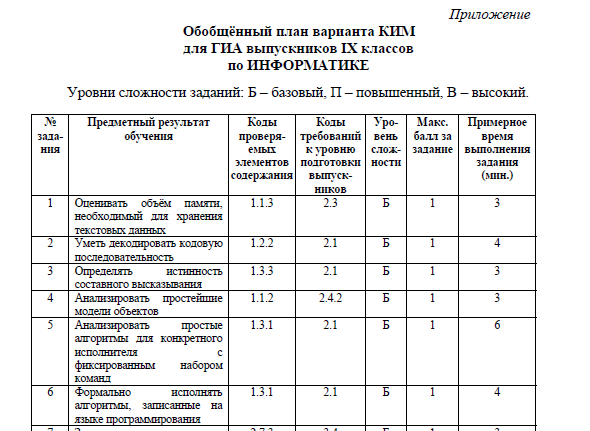 Приложение
Обобщённый план варианта КИМ
для ГИА выпускников IX классов
по ИНФОРМАТИКЕ
Уровни сложности заданий: Б – базовый, П – повышенный, В – высокий.
№ зада-ния | Предметный результат обучения | Коды проверя-емых элементов содержания | Коды требований к уровню подготовки выпуск-ников | Уро-вень слож-ности | Макс. балл за задание | Примерное время выполнения задания (мин.)
1 | Оценивать объём памяти, необходимый для хранения текстовых данных | 1.1.3 | 2.3 | Б | 1 | 3
2 | Уметь декодировать кодовую последовательность | 1.2.2 | 2.1 | Б | 1 | 4
3 | Определять истинность составного высказывания | 1.3.3 | 2.1 | Б | 1 | 3
4 | Анализировать простейшие модели объектов | 1.1.2 | 2.4.2 | Б | 1 | 3
5 | Анализировать простые алгоритмы для конкретного исполнителя с фиксированным набором команд | 1.3.1 | 2.1 | Б | 1 | 6
6 | Формально исполнять алгоритмы, записанные на языке программирования | 1.3.1 | 2.1 | Б | 1 | 4